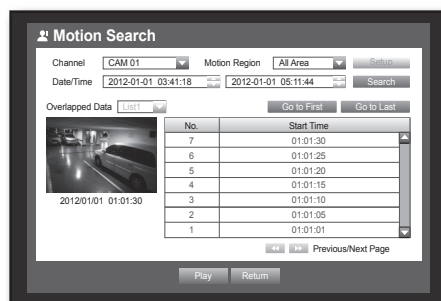 Motion Search
Channel CAM 01 Motion Region All Area Setup
Date/Time 2012-01-01 03:41:18 2012-01-01 05:11:44 Search
Overlapped Data List1 Go to First Go to Last
No. Start Time
7 01:01:30
6 01:01:25
5 01:01:20
4 01:01:15
3 01:01:10
2 01:01:05
1 01:01:01
2012/01/01 01:01:30
Previous/Next Page
Play Return